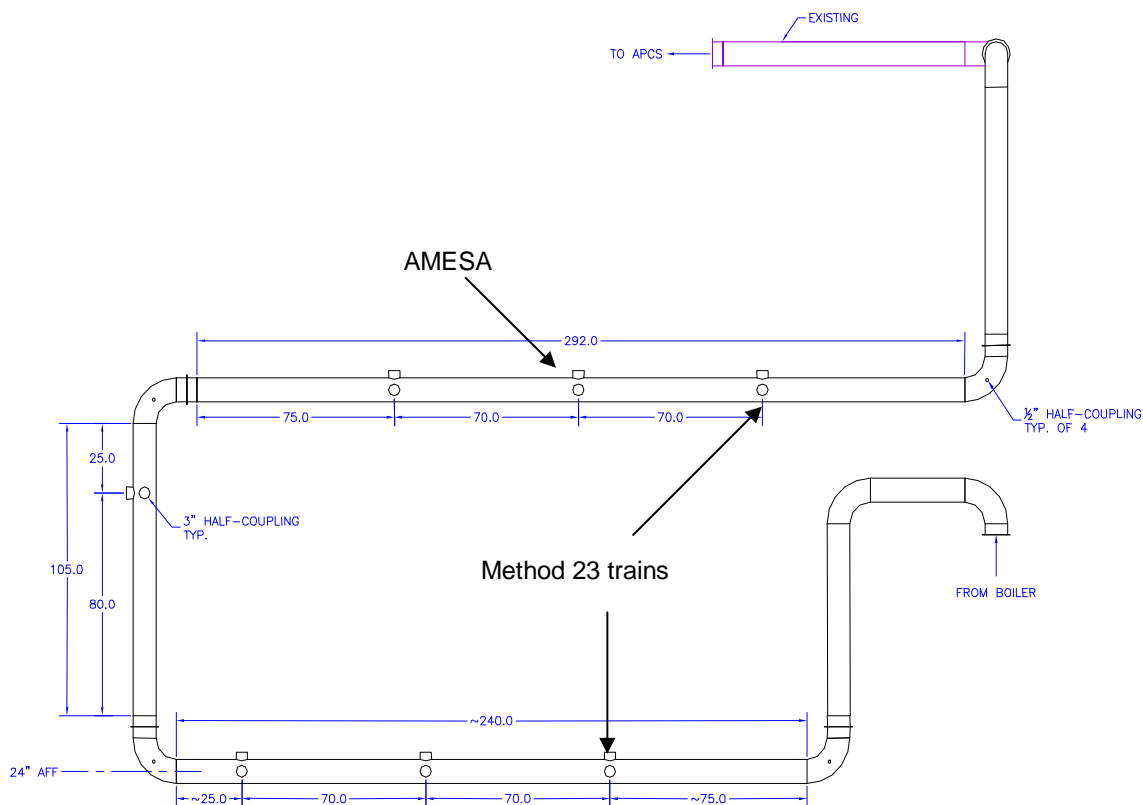 EXISTING
TO APCS
AMESA
292.0
75.0
70.0
70.0
½" HALF-COUPLING
TYP. OF 4
25.0
3" HALF-COUPLING
TYP.
105.0
80.0
Method 23 trains
FROM BOILER
~240.0
24" AFF
~25.0
70.0
70.0
~75.0